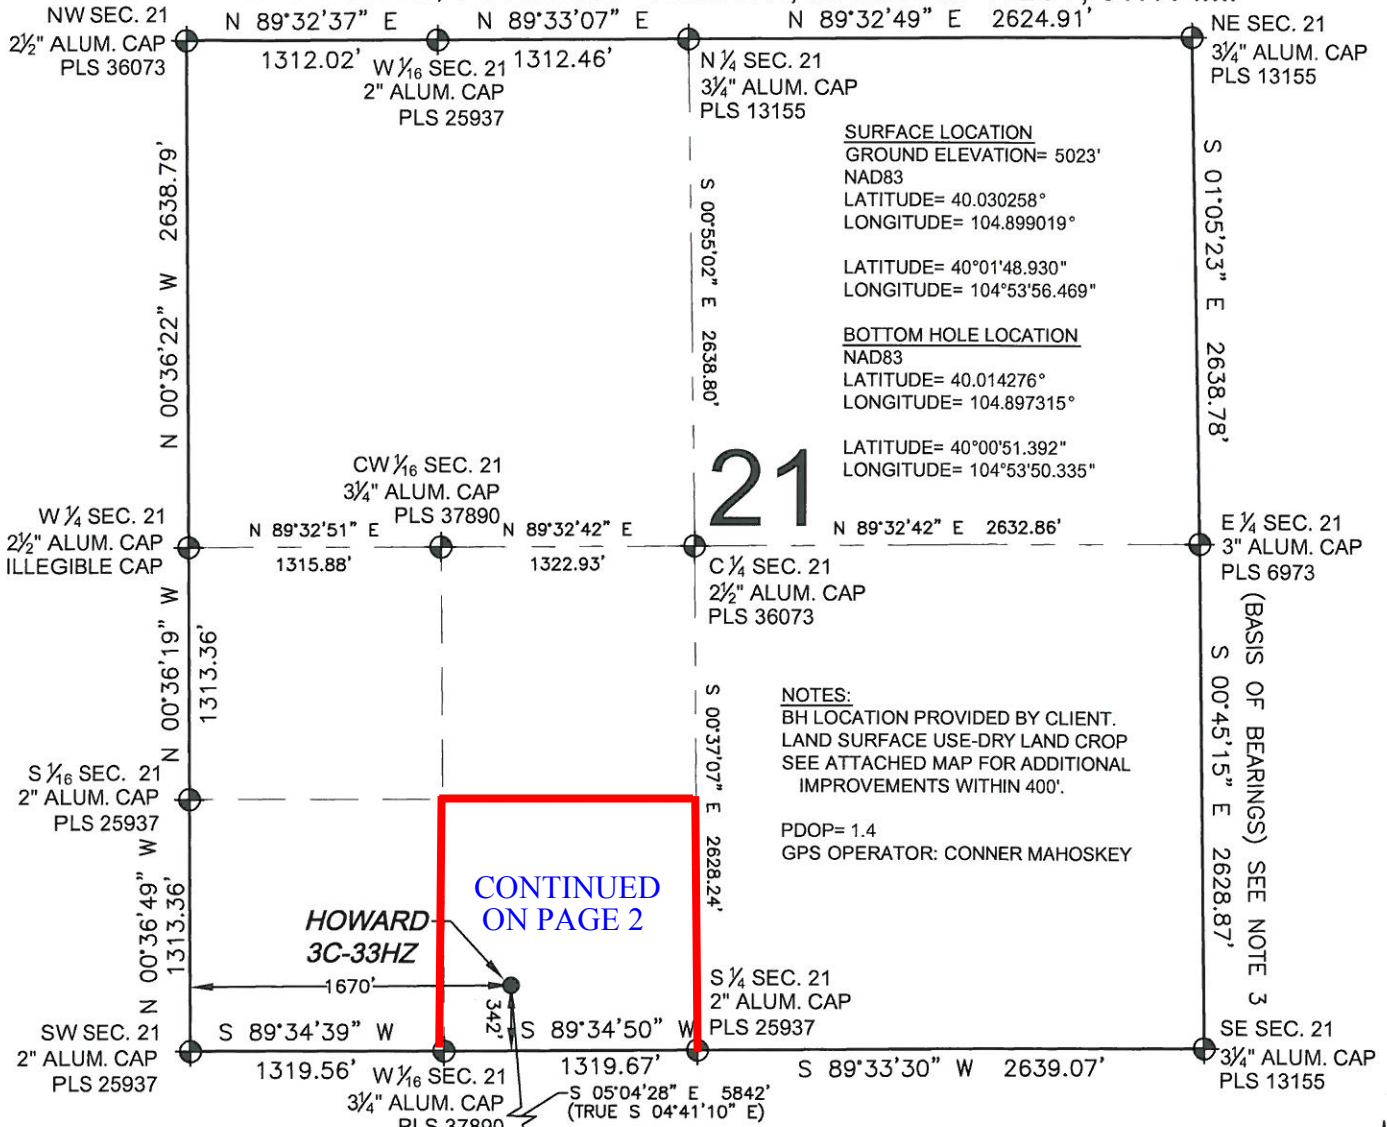 NW SEC. 21
2½" ALUM. CAP
PLS 36073
N 89°32'37" E
1312.02'
W 1/16 SEC. 21
2" ALUM. CAP
PLS 25937
N 89°33'07" E
1312.46'
N ¼ SEC. 21
3¼" ALUM. CAP
PLS 13155
N 89°32'49" E 2624.91'
NE SEC. 21
3¼" ALUM. CAP
PLS 13155
N 00°36'22" W 2638.79'
S 00°55'02" E 2638.80'
SURFACE LOCATION
GROUND ELEVATION= 5023'
NAD83
LATITUDE= 40.030258°
LONGITUDE= 104.899019°
LATITUDE= 40°01'48.930"
LONGITUDE= 104°53'56.469"
BOTTOM HOLE LOCATION
NAD83
LATITUDE= 40.014276°
LONGITUDE= 104.897315°
LATITUDE= 40°00'51.392"
LONGITUDE= 104°53'50.335"
S 01°05'23" E 2638.78'
21
W ¼ SEC. 21
2½" ALUM. CAP
ILLEGIBLE CAP
N 89°32'51" E
1315.88'
CW 1/16 SEC. 21
3¼" ALUM. CAP
PLS 37890
N 89°32'42" E
1322.93'
C ¼ SEC. 21
2½" ALUM. CAP
PLS 36073
N 89°32'42" E 2632.86'
E ¼ SEC. 21
3" ALUM. CAP
PLS 6973
N 00°36'19" W
1313.36'
S 00°37'07" E 2628.24'
NOTES:
BH LOCATION PROVIDED BY CLIENT.
LAND SURFACE USE-DRY LAND CROP
SEE ATTACHED MAP FOR ADDITIONAL
IMPROVEMENTS WITHIN 400'.
PDOP= 1.4
GPS OPERATOR: CONNER MAHOSKEY
S 00°45'15" E 2628.87'
(BASIS OF BEARINGS) SEE NOTE 3
S 1/16 SEC. 21
2" ALUM. CAP
PLS 25937
N 00°36'49" W
1313.36'
CONTINUED
ON PAGE 2
HOWARD
3C-33HZ
1670'
342'
SW SEC. 21
2" ALUM. CAP
PLS 25937
S 89°34'39" W
1319.56'
W 1/16 SEC. 21
3¼" ALUM. CAP
PLS 37890
S 89°34'50" W
1319.67'
S 05°04'28" E 5842'
(TRUE S 04°41'10" E)
S ¼ SEC. 21
2" ALUM. CAP
PLS 25937
S 89°33'30" W 2639.07'
SE SEC. 21
3¼" ALUM. CAP
PLS 13155